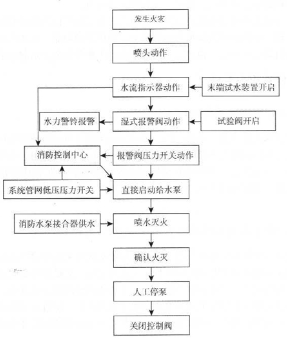 发生火灾
喷头动作
水流指示器动作
末端试水装置开启
水力警铃报警
湿式报警阀动作
试验阀开启
消防控制中心
报警阀压力开关动作
系统管网低压压力开关
直接启动给水泵
消防水泵接合器供水
喷水灭火
确认火灭
人工停泵
关闭控制阀